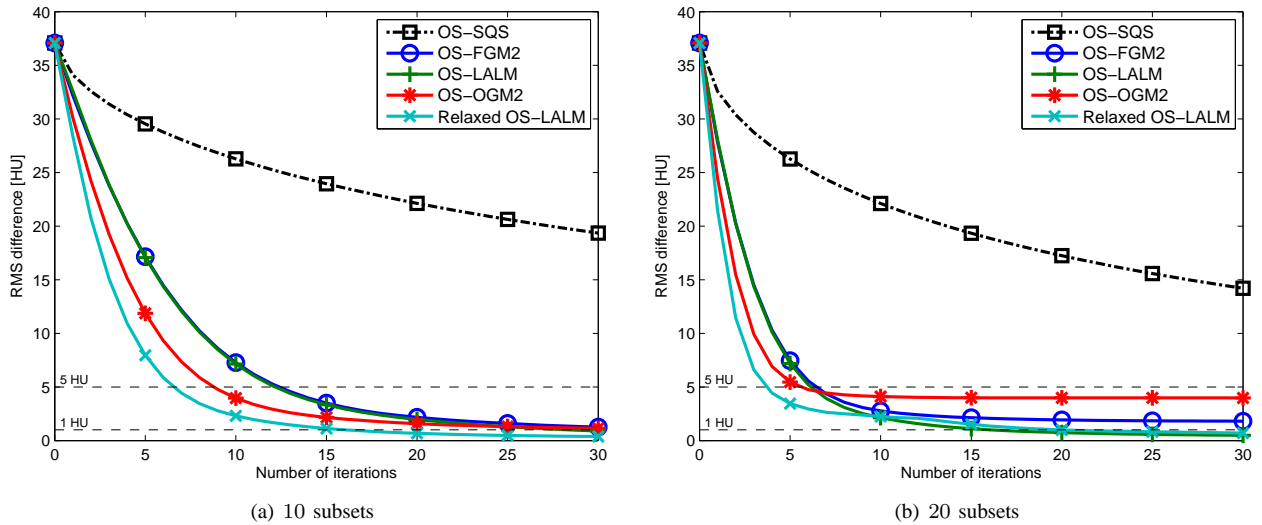 40
35
30
25
20
15
10
5
0
RMS difference [HU]
OS−SQS
OS−FGM2
OS−LALM
OS−OGM2
Relaxed OS−LALM
5 HU
1 HU
0 5 10 15 20 25 30
Number of iterations
(a) 10 subsets
40
35
30
25
20
15
10
5
0
RMS difference [HU]
OS−SQS
OS−FGM2
OS−LALM
OS−OGM2
Relaxed OS−LALM
5 HU
1 HU
0 5 10 15 20 25 30
Number of iterations
(b) 20 subsets